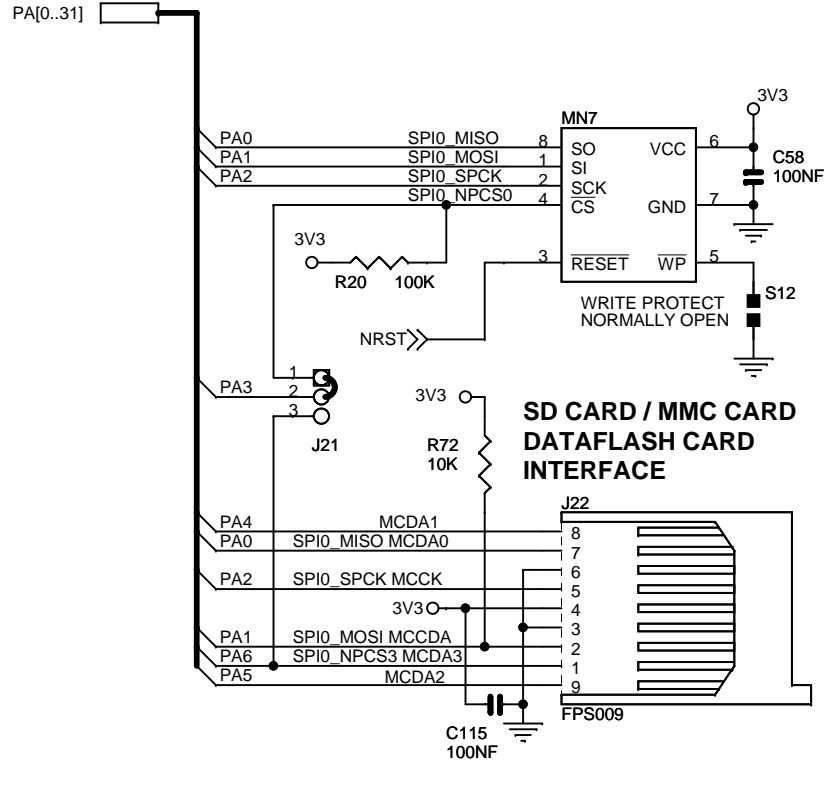 PA[0..31]
3V3
MN7
PA0 SPI0_MISO 8 SO VCC 6
PA1 SPI0_MOSI 1 SI
PA2 SPI0_SPCK 2 SCK
SPI0_NPCS0 4 CS GND 7
C58
100NF
3V3
R20 100K
3 RESET WP 5
S12
WRITE PROTECT
NORMALLY OPEN
NRST
1
PA3 2
3
J21
3V3
R72
10K
SD CARD / MMC CARD
DATAFLASH CARD
INTERFACE
J22
PA4 MCDA1 8
PA0 SPI0_MISO MCDA0 7
6
PA2 SPI0_SPCK MCCK 5
3V3 4
3
PA1 SPI0_MOSI MCCDA 2
PA6 SPI0_NPCS3 MCDA3 1
PA5 MCDA2 9
FPS009
C115
100NF